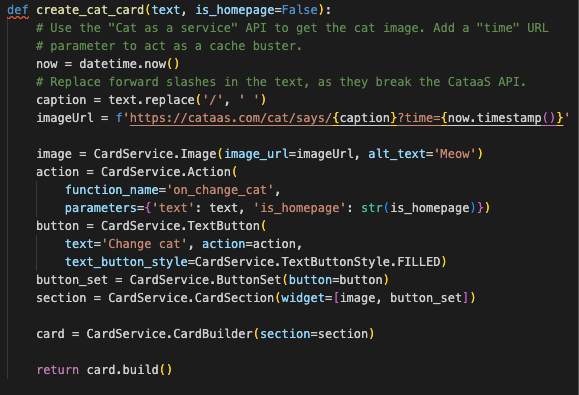 def create_cat_card(text, is_homepage=False):
    # Use the "Cat as a service" API to get the cat image. Add a "time" URL
    # parameter to act as a cache buster.
    now = datetime.now()
    # Replace forward slashes in the text, as they break the CataaS API.
    caption = text.replace('/', ' ')
    imageUrl = f'https://cataas.com/cat/says/{caption}?time={now.timestamp()}'

    image = CardService.Image(image_url=imageUrl, alt_text='Meow')
    action = CardService.Action(
        function_name='on_change_cat',
        parameters={'text': text, 'is_homepage': str(is_homepage)})
    button = CardService.TextButton(
        text='Change cat', action=action,
        text_button_style=CardService.TextButtonStyle.FILLED)
    button_set = CardService.ButtonSet(button=button)
    section = CardService.CardSection(widget=[image, button_set])

    card = CardService.CardBuilder(section=section)

    return card.build()